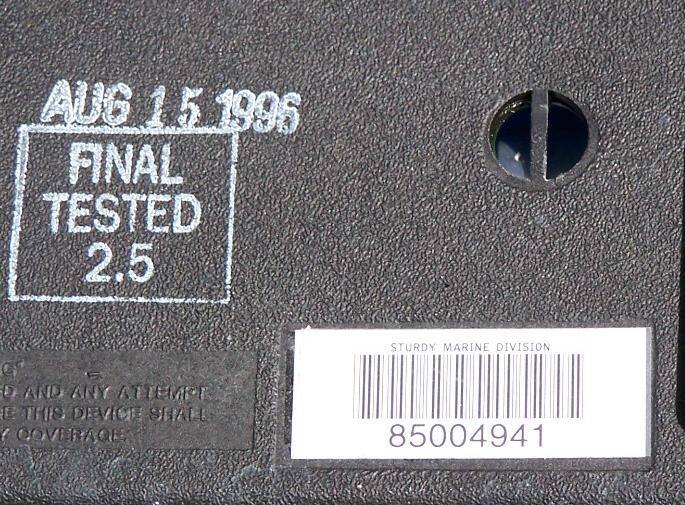 AUG 15 1996
FINAL
TESTED
2.5
D AND ANY ATTEMPT
E THIS DEVICE SHALL
Y COVERAGE
STURDY MARINE DIVISION
85004941